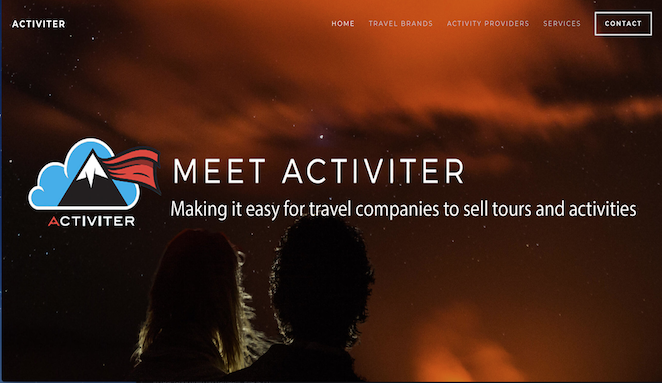 ACTIVITER
HOME TRAVEL BRANDS ACTIVITY PROVIDERS SERVICES CONTACT
MEET ACTIVITER
Making it easy for travel companies to sell tours and activities
ACTIVITER